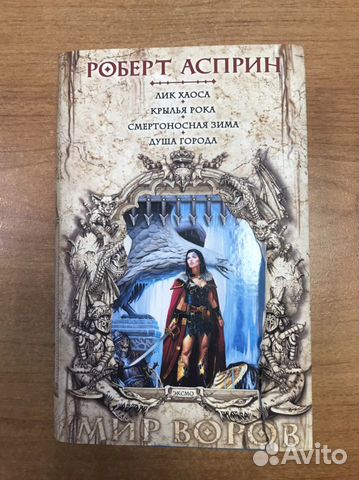 РОБЕРТ АСПРИН
ЛИК ХАОСА
КРЫЛЬЯ РОКА
СМЕРТОНОСНАЯ ЗИМА
ДУША ГОРОДА
ЭКСМО
МИР ВОРОВ
Avito